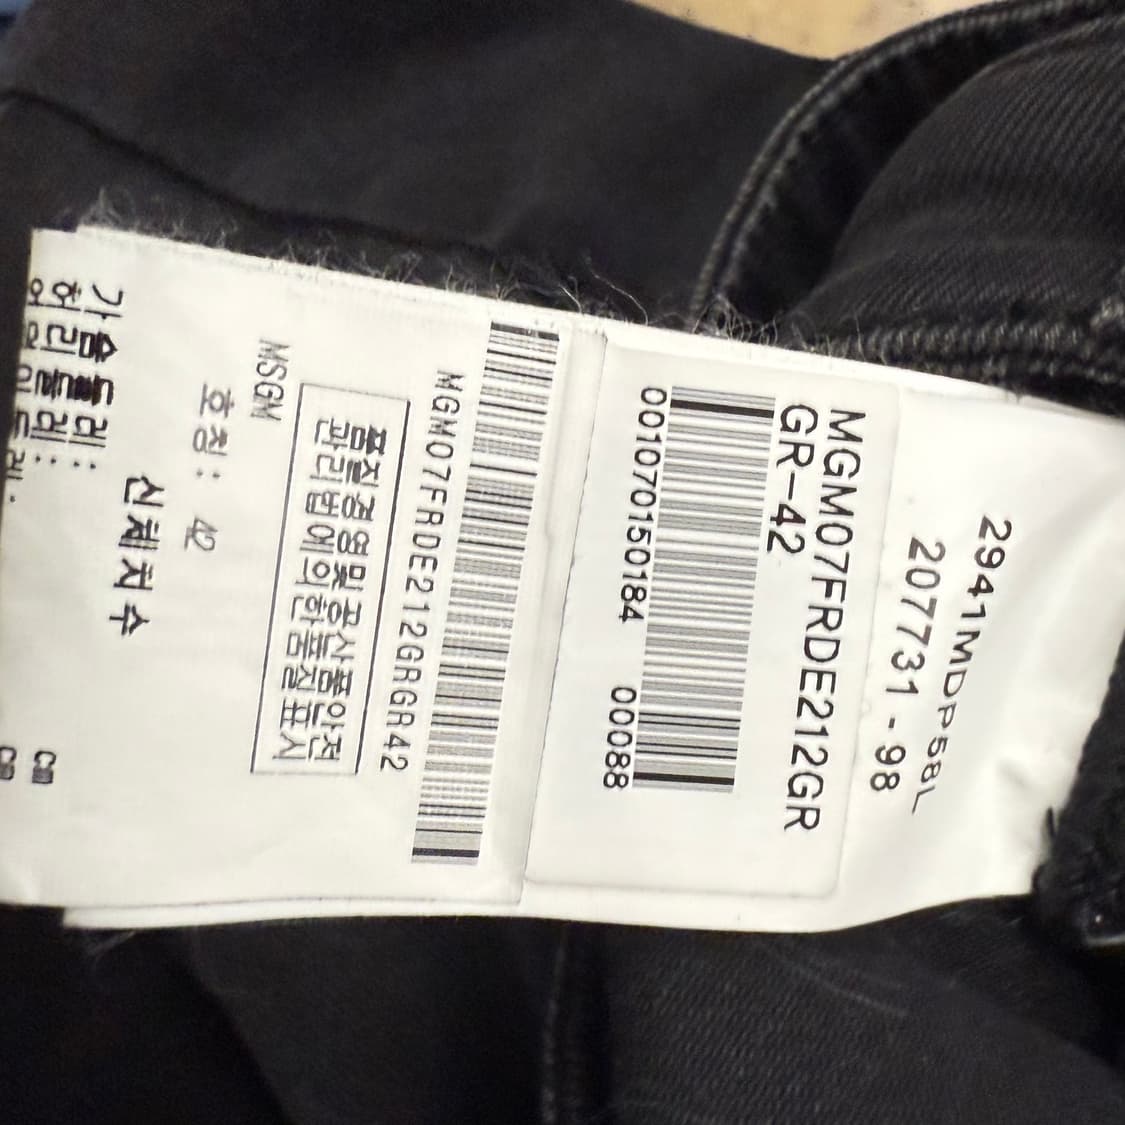 2941MDP58L
207731-98
MGM07FRDE212GR
GR-42
001070150184 00088
MGM07FRDE212GRGR42
품질경영 및 공산품안전
관리법에 의한 품질표시
MSGM
호칭: 42
신체치수
가슴둘레: CM
허리둘레: CM